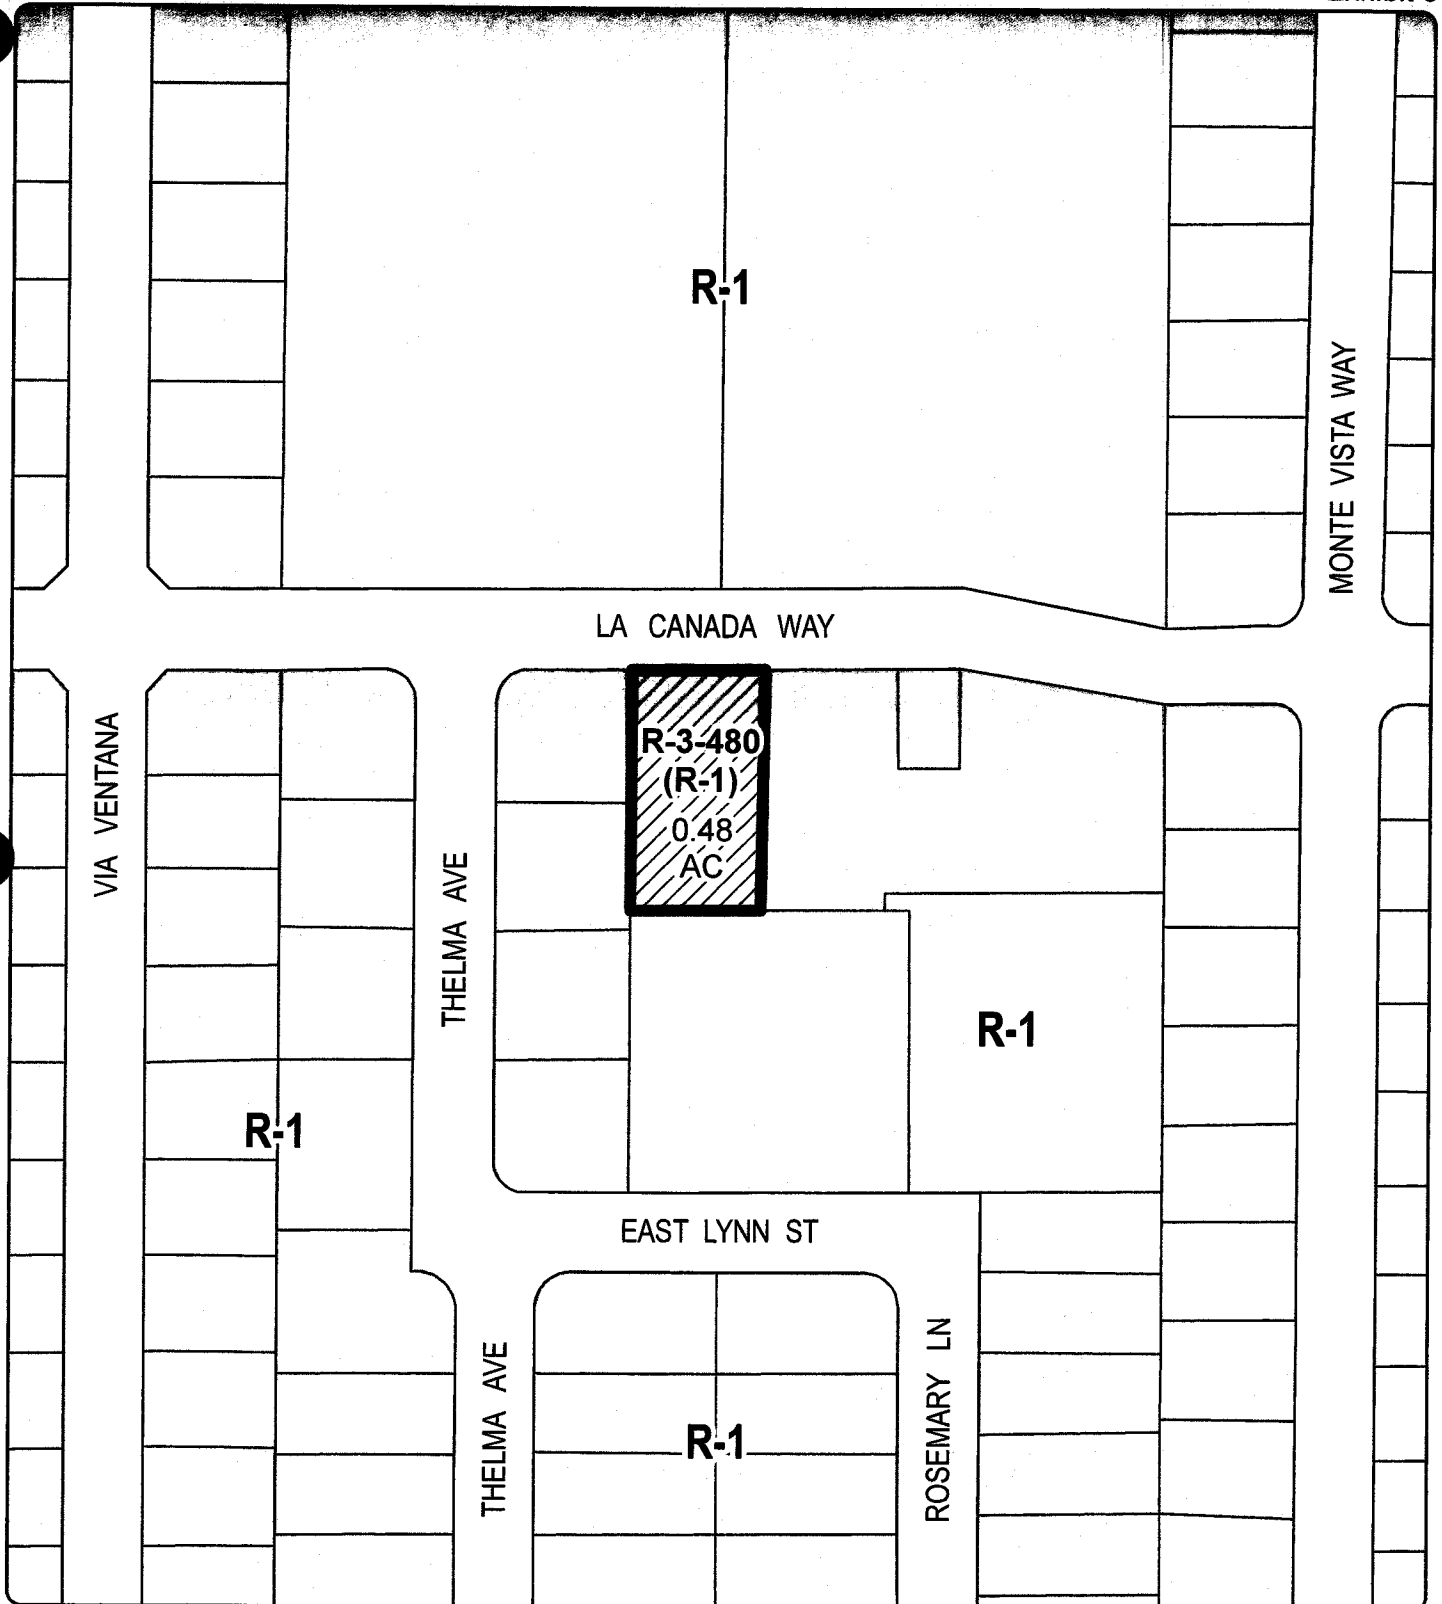 R-1
MONTE VISTA WAY
LA CANADA WAY
VIA VENTANA
R-3-480
(R-1)
0.48
AC
THELMA AVE
R-1
R-1
EAST LYNN ST
THELMA AVE
R-1
ROSEMARY LN